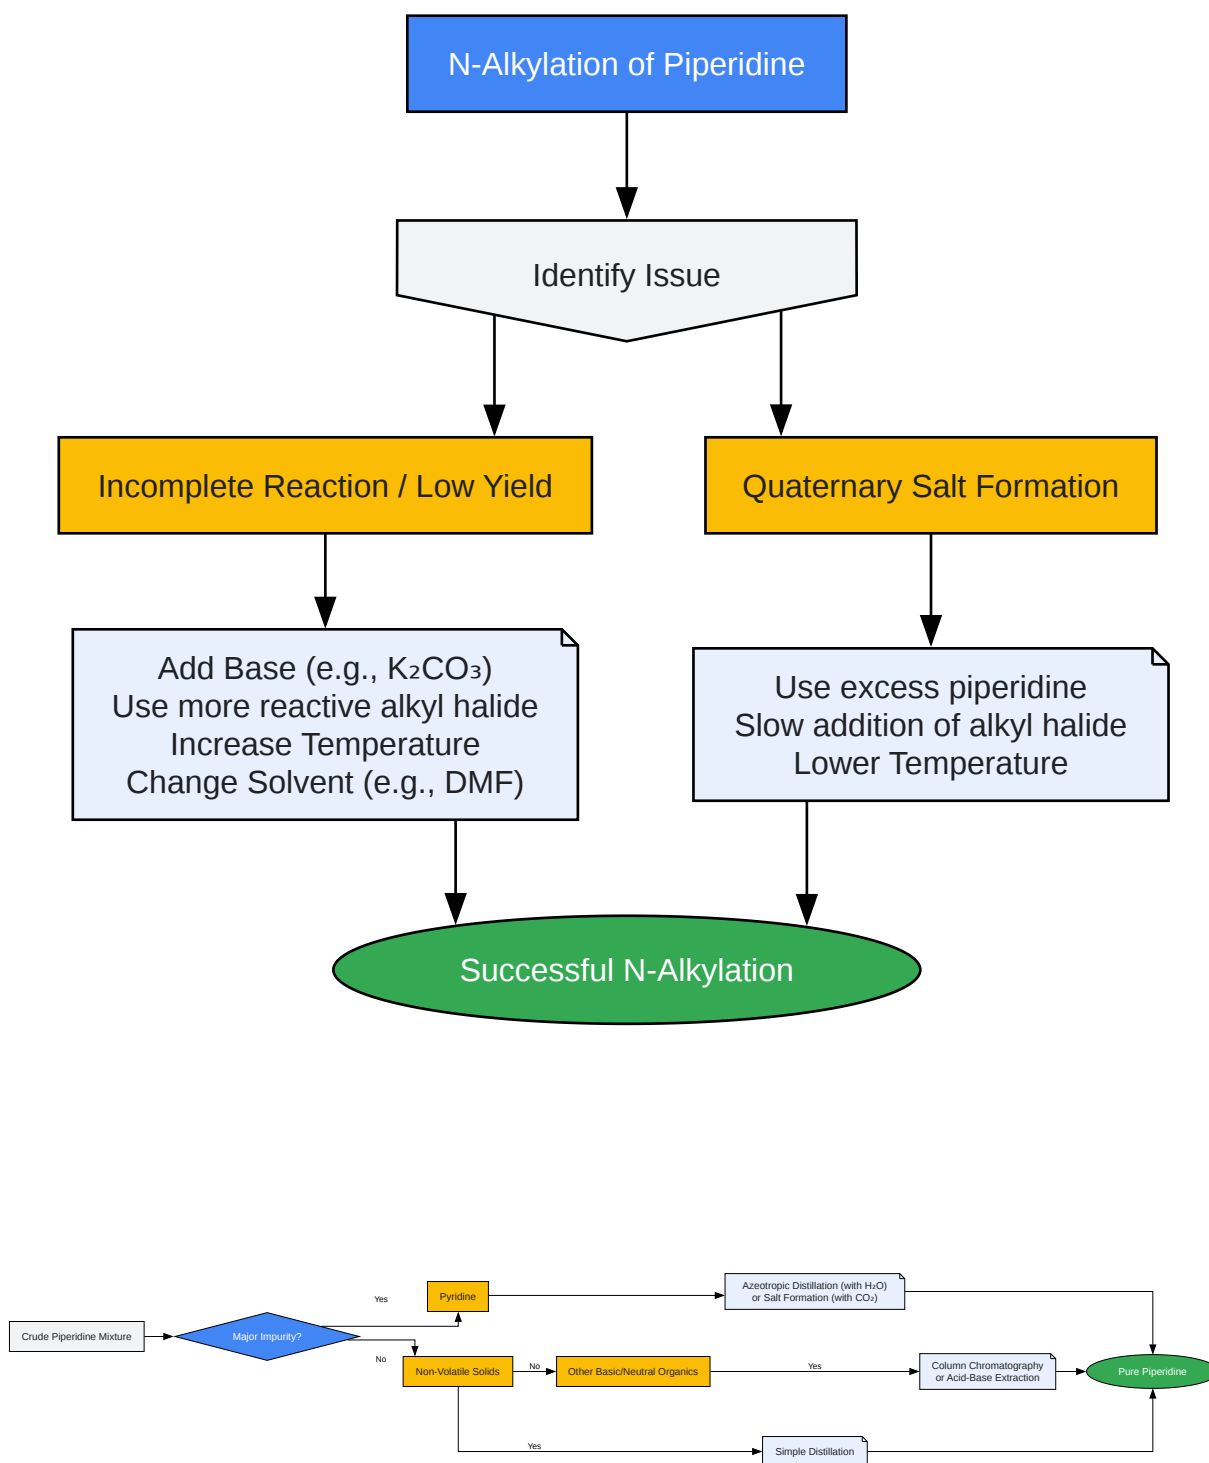 N-Alkylation of Piperidine
Identify Issue
Incomplete Reaction / Low Yield
Quaternary Salt Formation
Add Base (e.g., K₂CO₃)
Use more reactive alkyl halide
Increase Temperature
Change Solvent (e.g., DMF)
Use excess piperidine
Slow addition of alkyl halide
Lower Temperature
Successful N-Alkylation
Crude Piperidine Mixture
Major Impurity?
Yes
Pyridine
Azeotropic Distillation (with H₂O)
or Salt Formation (with CO₂)
No
Non-Volatile Solids
No
Other Basic/Neutral Organics
Yes
Column Chromatography
or Acid-Base Extraction
Pure Piperidine
Yes
Simple Distillation